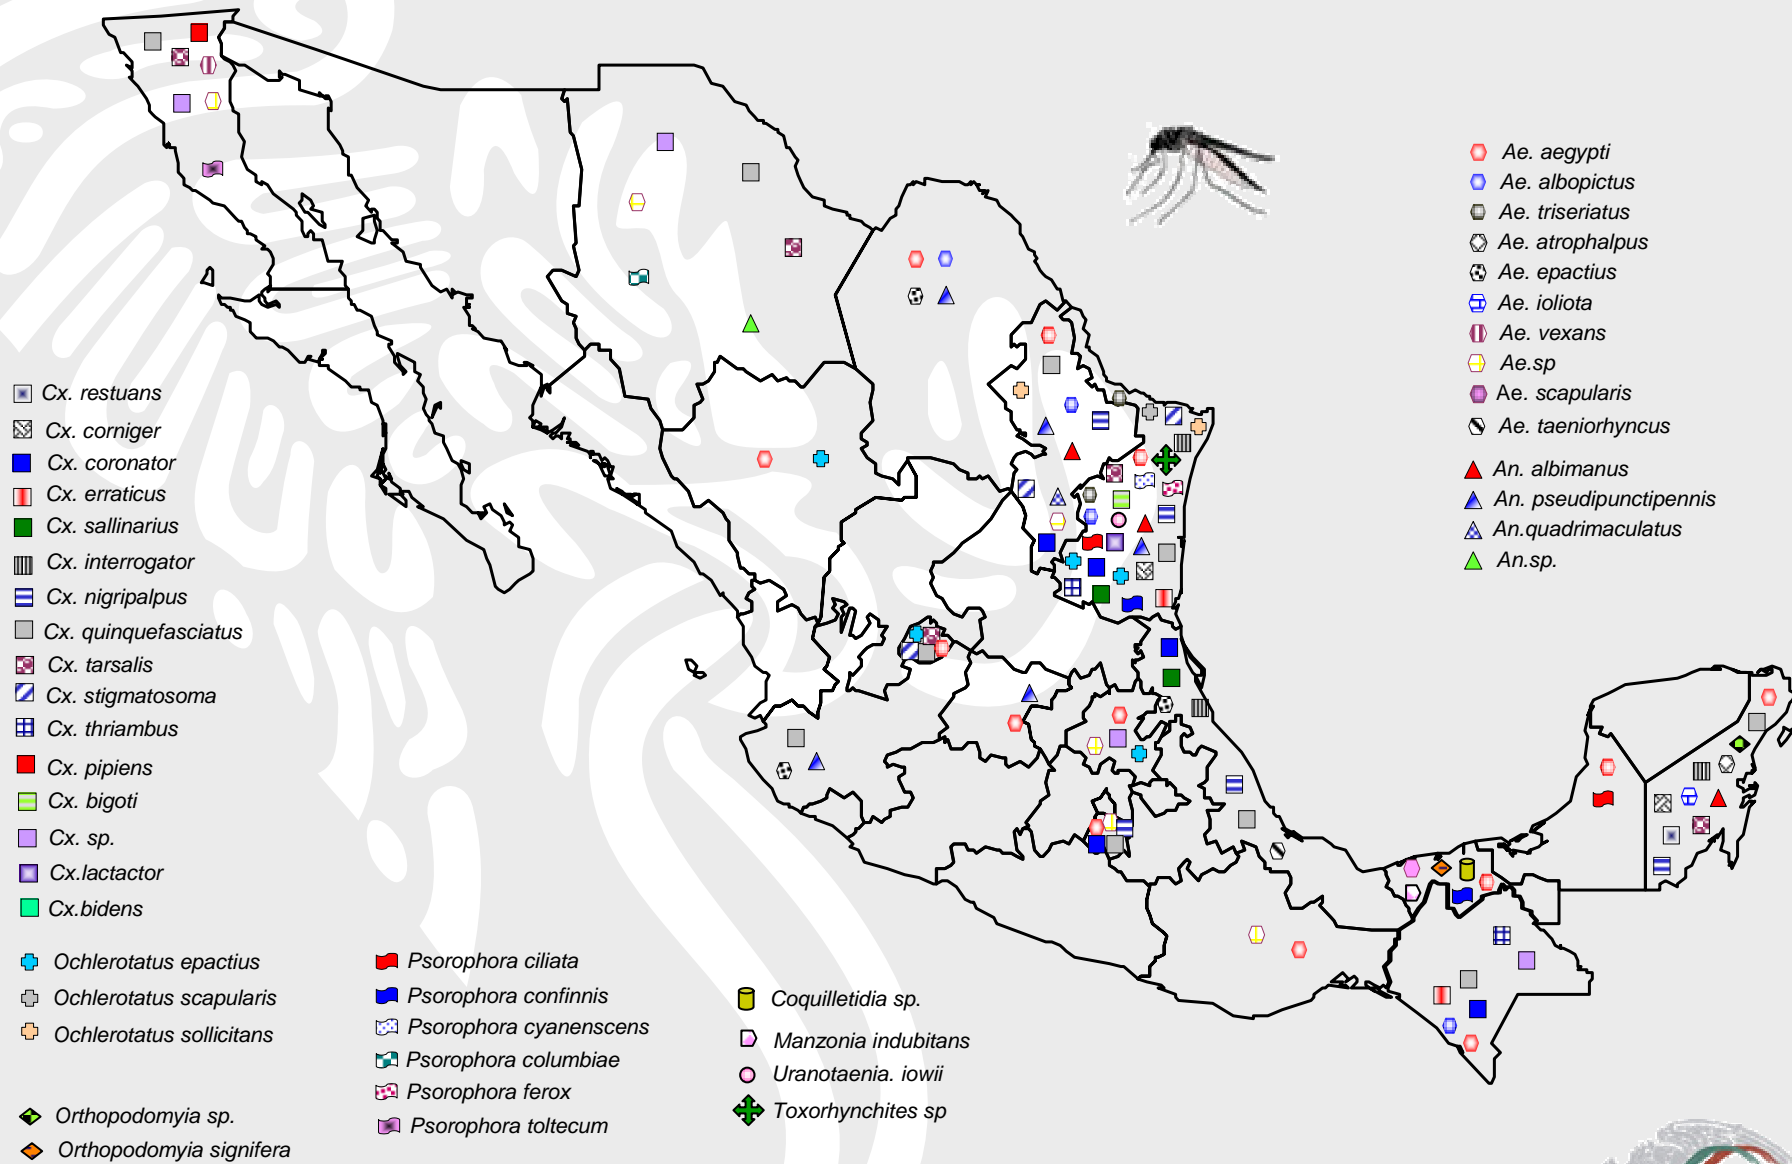 Ae. aegypti
Ae. albopictus
Ae. triseriatus
Ae. atrophalpus
Ae. epactius
Ae. ioliota
Ae. vexans
Ae.sp
Ae. scapularis
Ae. taeniorhyncus
An. albimanus
An. pseudipunctipennis
An.quadrimaculatus
An.sp.
Cx. restuans
Cx. corniger
Cx. coronator
Cx. erraticus
Cx. sallinarius
Cx. interrogator
Cx. nigripalpus
Cx. quinquefasciatus
Cx. tarsalis
Cx. stigmatosoma
Cx. thriambus
Cx. pipiens
Cx. bigoti
Cx. sp.
Cx.lactactor
Cx.bidens
Ochlerotatus epactius
Ochlerotatus scapularis
Ochlerotatus sollicitans
Orthopodomyia sp.
Orthopodomyia signifera
Psorophora ciliata
Psorophora confinnis
Psorophora cyanenscens
Psorophora columbiae
Psorophora ferox
Psorophora toltecum
Coquilletidia sp.
Manzonia indubitans
Uranotaenia. iowii
Toxorhynchites sp